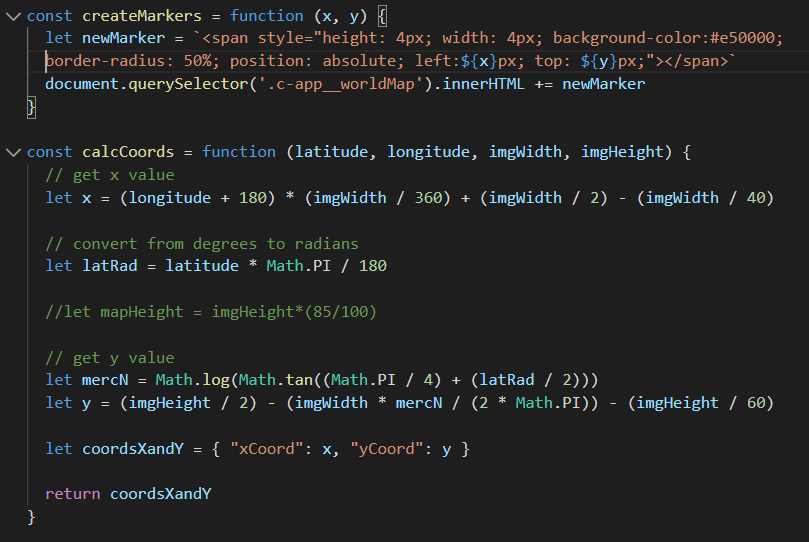 const createMarkers = function (x, y) {
let newMarker = `<span style="height: 4px; width: 4px; background-color:#e50000;
border-radius: 50%; position: absolute; left:${x}px; top: ${y}px;"></span>`
document.querySelector('.c-app__worldMap').innerHTML += newMarker
}
const calcCoords = function (latitude, longitude, imgWidth, imgHeight) {
// get x value
let x = (longitude + 180) * (imgWidth / 360) + (imgWidth / 2) - (imgWidth / 40)
// convert from degrees to radians
let latRad = latitude * Math.PI / 180
//let mapHeight = imgHeight*(85/100)
// get y value
let mercN = Math.log(Math.tan((Math.PI / 4) + (latRad / 2)))
let y = (imgHeight / 2) - (imgWidth * mercN / (2 * Math.PI)) - (imgHeight / 60)
let coordsXandY = { "xCoord": x, "yCoord": y }
return coordsXandY
}